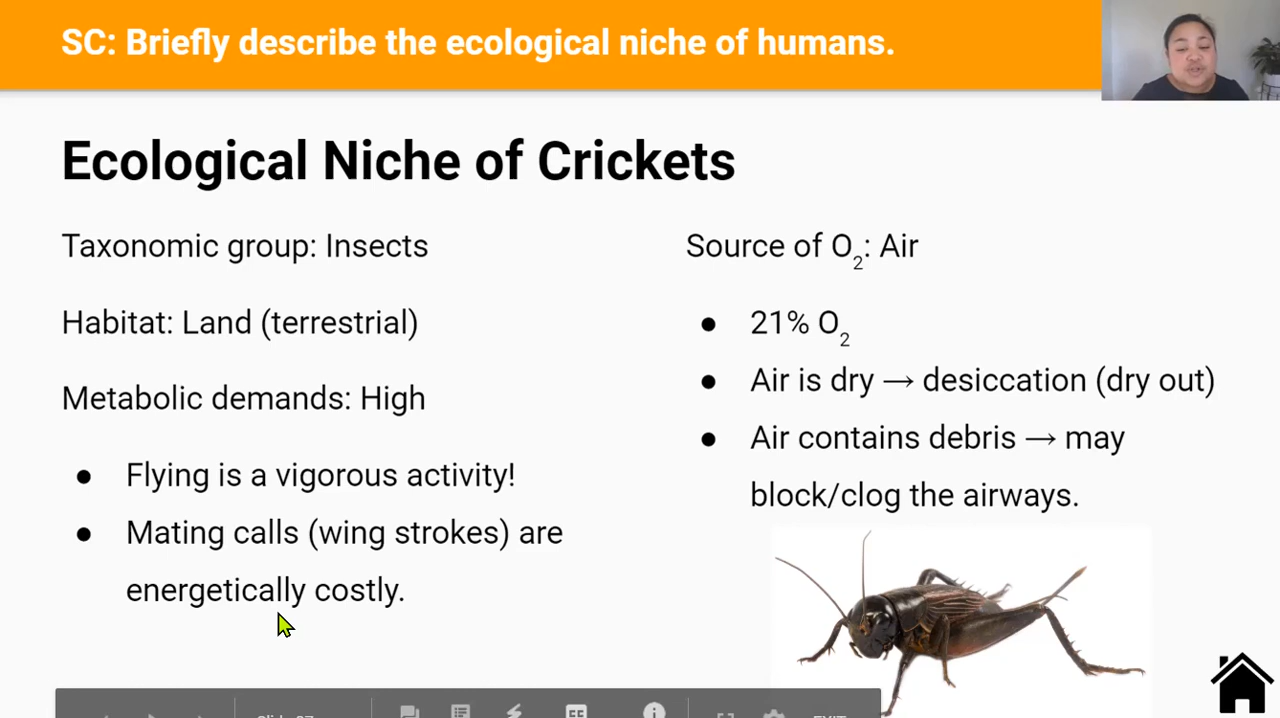 SC: Briefly describe the ecological niche of humans.
Ecological Niche of Crickets
Taxonomic group: Insects
Habitat: Land (terrestrial)
Metabolic demands: High
● Flying is a vigorous activity!
● Mating calls (wing strokes) are
energetically costly.
Source of O₂: Air
● 21% O₂
● Air is dry → desiccation (dry out)
● Air contains debris → may
block/clog the airways.
CC